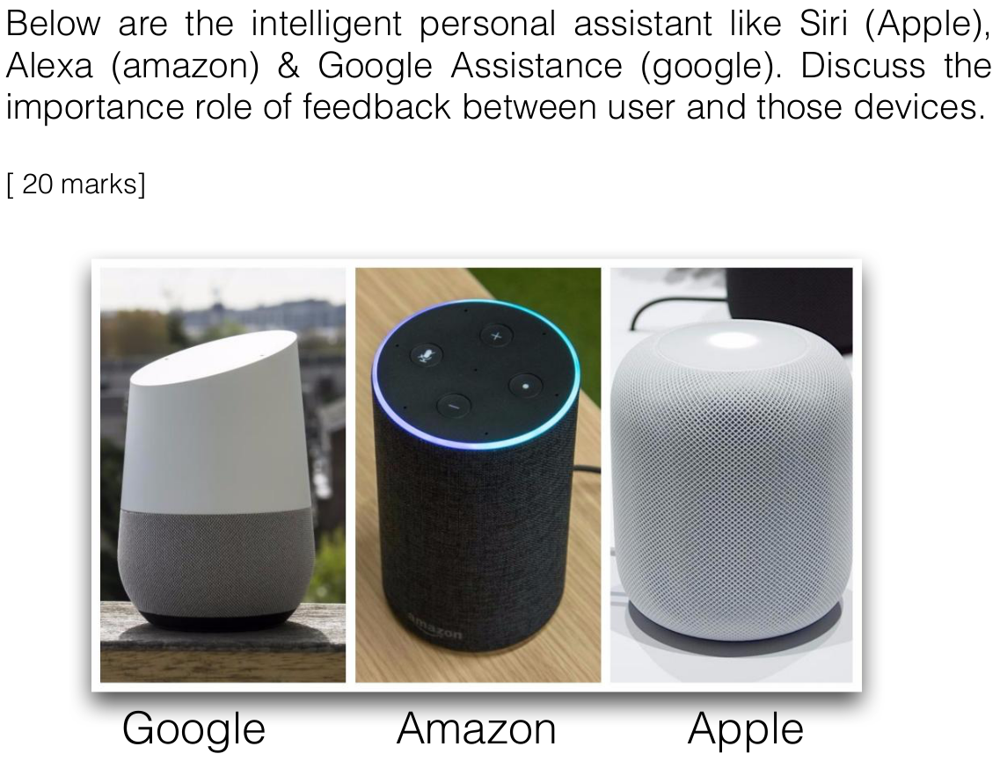 Below are the intelligent personal assistant like Siri (Apple),
Alexa (amazon) & Google Assistance (google). Discuss the
importance role of feedback between user and those devices.
[ 20 marks]
amazon
Google
Amazon
Apple